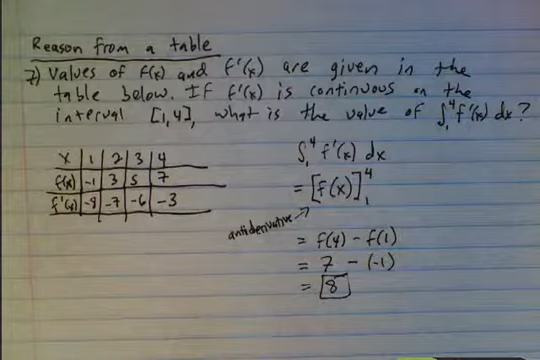 Reason from a table
7) Values of f(x) and f'(x) are given in the
table below. If f'(x) is continuous on the
interval [1,4], what is the value of ∫₁⁴ f'(x) dx?
x 1 2 3 4
f(x) -1 3 5 7
f'(x) -8 -7 -6 -3
∫₁⁴ f'(x) dx
= [f(x)]₁⁴
antiderivative
= f(4) - f(1)
= 7 - (-1)
= 8